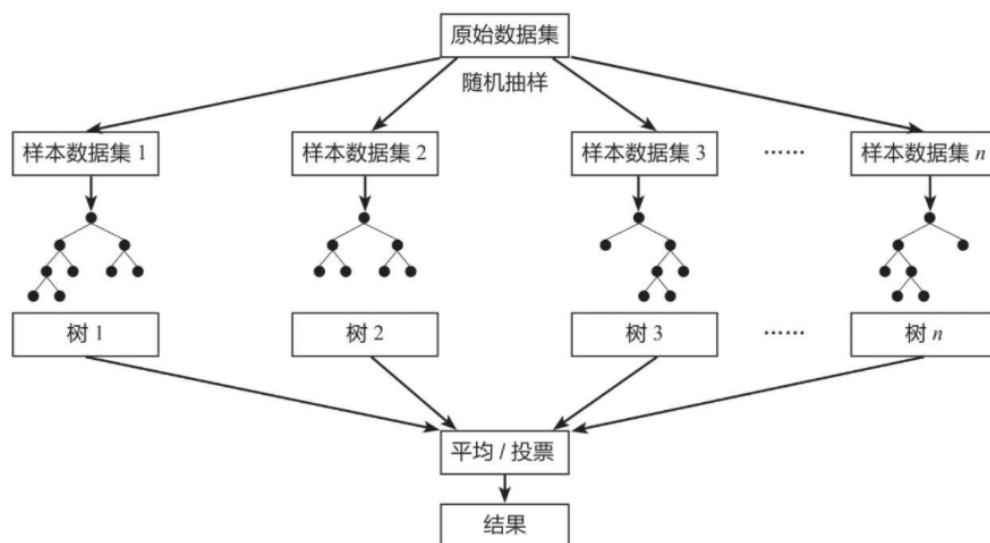 原始数据集
随机抽样
样本数据集 1
样本数据集 2
样本数据集 3
……
样本数据集 n
树 1
树 2
树 3
……
树 n
平均 / 投票
结果